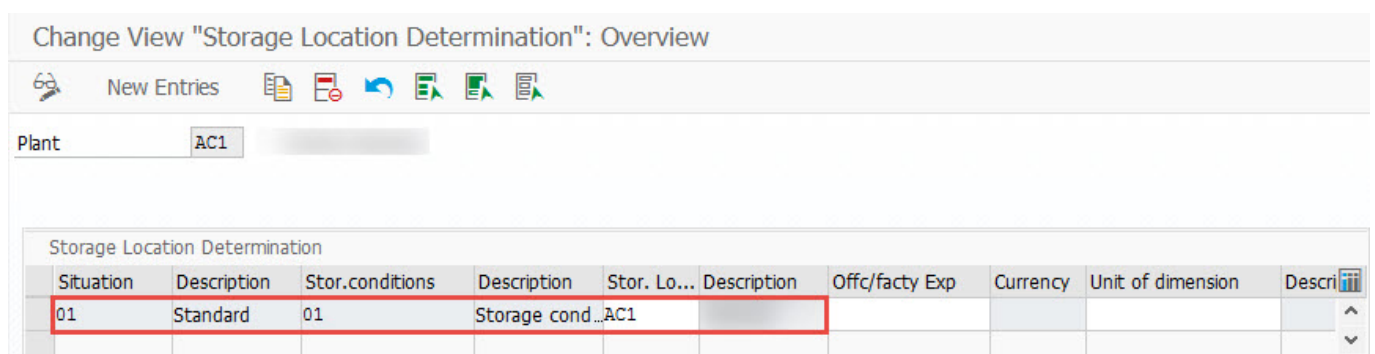 Change View "Storage Location Determination": Overview
New Entries
Plant AC1
Storage Location Determination
Situation Description Stor.conditions Description Stor. Lo... Description Offc/facty Exp Currency Unit of dimension Descri
01 Standard 01 Storage cond... AC1